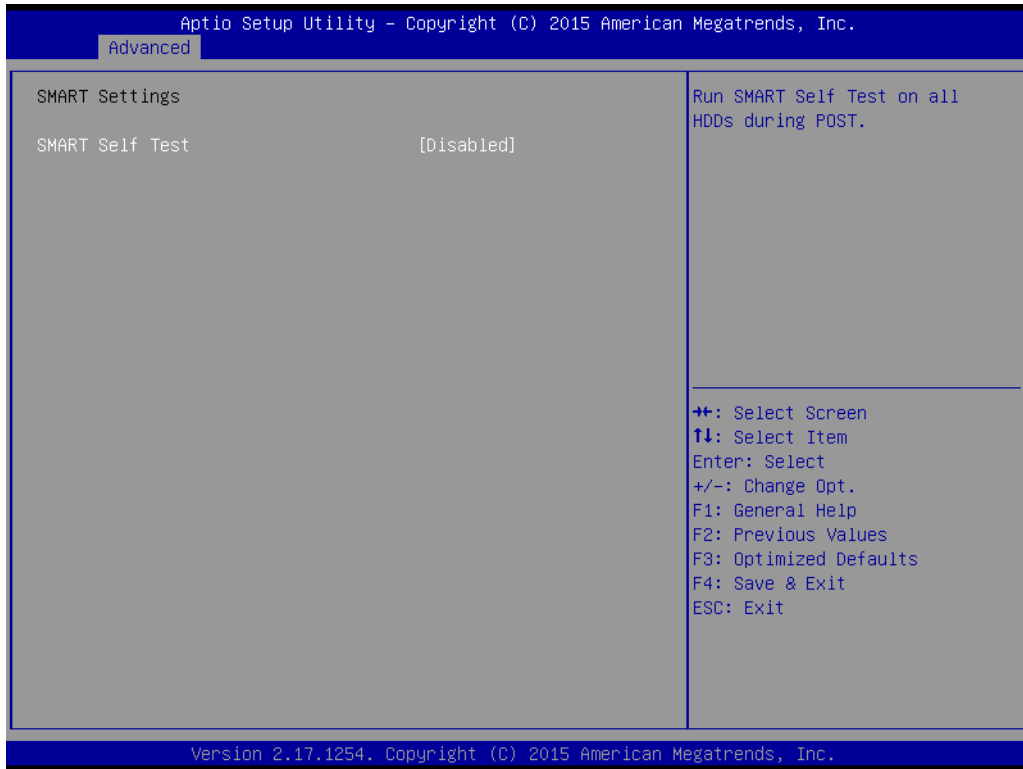 Aptio Setup Utility – Copyright (C) 2015 American Megatrends, Inc.
Advanced
SMART Settings
SMART Self Test [Disabled]
Run SMART Self Test on all
HDDs during POST.
→←: Select Screen
↑↓: Select Item
Enter: Select
+/-: Change Opt.
F1: General Help
F2: Previous Values
F3: Optimized Defaults
F4: Save & Exit
ESC: Exit
Version 2.17.1254. Copyright (C) 2015 American Megatrends, Inc.